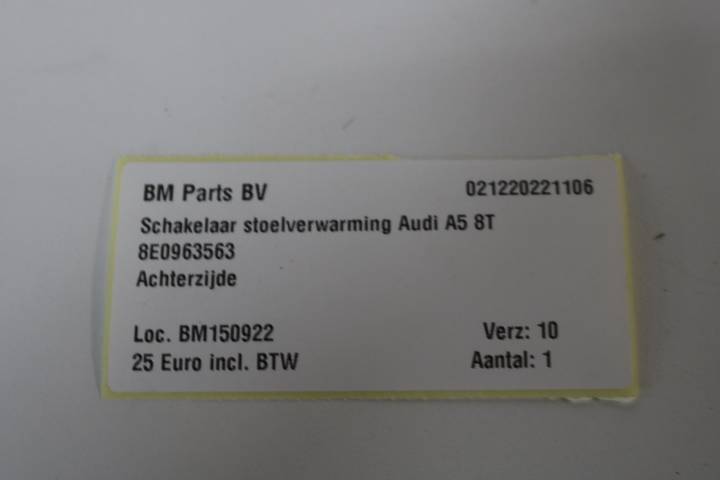 BM Parts BV 021220221106
Schakelaar stoelverwarming Audi A5 8T
8E0963563
Achterzijde
Loc. BM150922 Verz: 10
25 Euro incl. BTW Aantal: 1